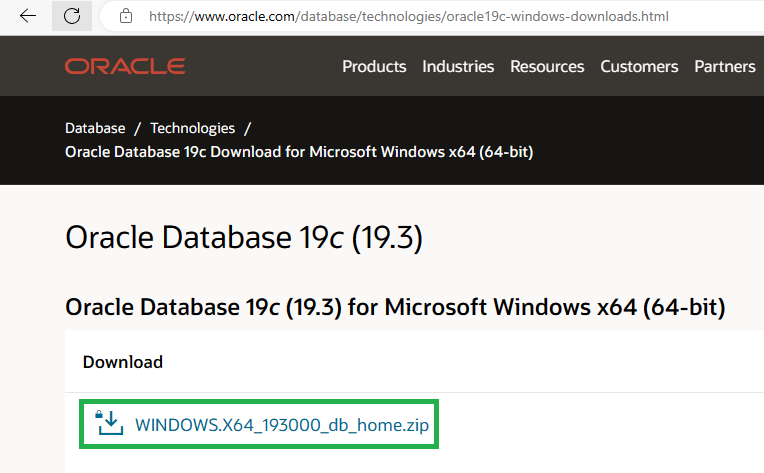 https://www.oracle.com/database/technologies/oracle19c-windows-downloads.html
ORACLE Products Industries Resources Customers Partners
Database / Technologies /
Oracle Database 19c Download for Microsoft Windows x64 (64-bit)
Oracle Database 19c (19.3)
Oracle Database 19c (19.3) for Microsoft Windows x64 (64-bit)
Download
WINDOWS.X64_193000_db_home.zip